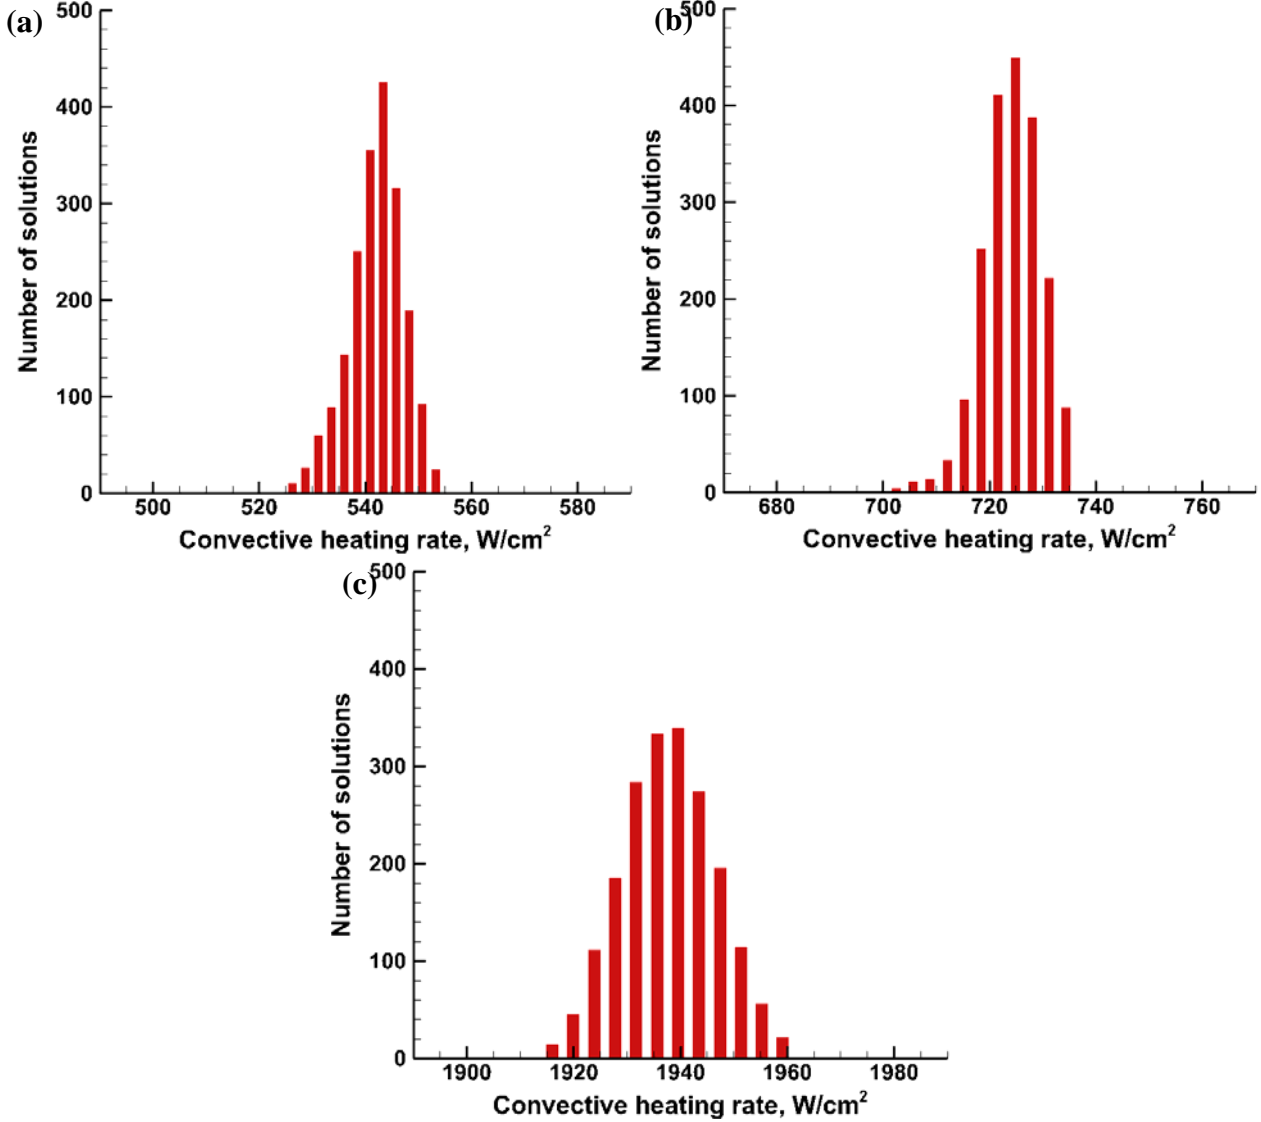 (a)
500
400
300
200
100
0
Number of solutions
500 520 540 560 580
Convective heating rate, W/cm²
(b)
500
400
300
200
100
0
Number of solutions
680 700 720 740 760
Convective heating rate, W/cm²
(c)
500
400
300
200
100
0
Number of solutions
1900 1920 1940 1960 1980
Convective heating rate, W/cm²